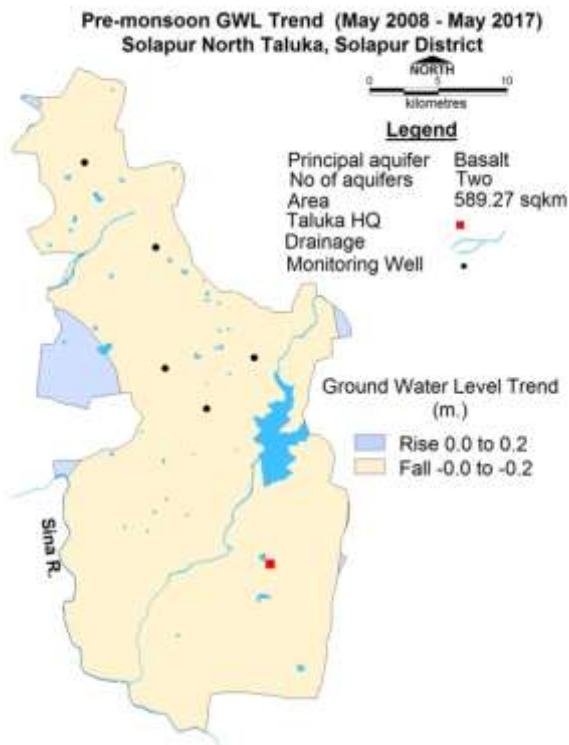 Pre-monsoon GWL Trend (May 2008 - May 2017)
Solapur North Taluka, Solapur District
NORTH
0 5 10
kilometres
Legend
Principal aquifer Basalt
No of aquifers Two
Area 589.27 sqkm
Taluka HQ
Drainage
Monitoring Well
Ground Water Level Trend
(m.)
Rise 0.0 to 0.2
Fall -0.0 to -0.2
Sina R.